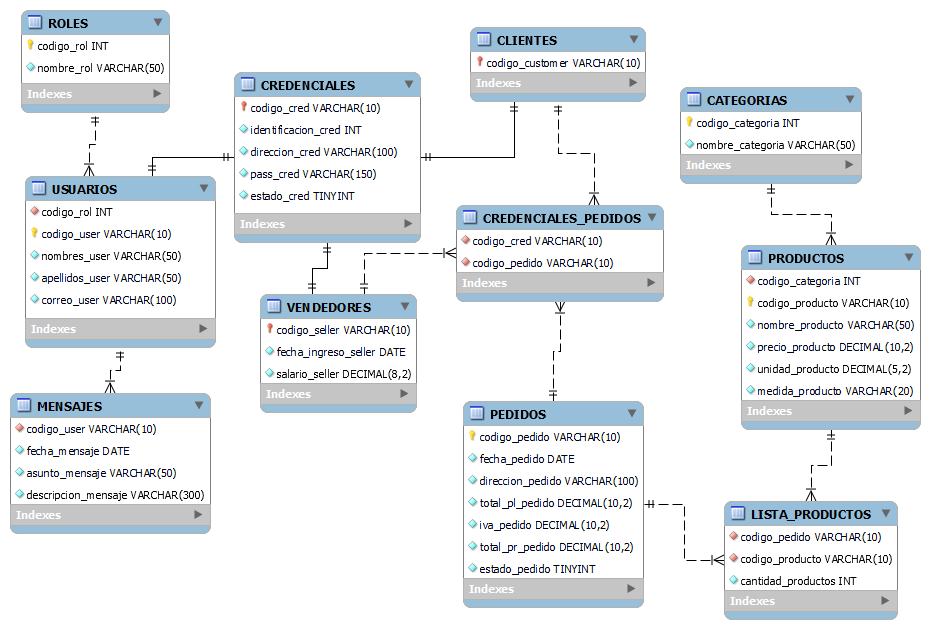 ROLES
codigo_rol INT
nombre_rol VARCHAR(50)
Indexes
CREDENCIALES
codigo_cred VARCHAR(10)
identificacion_cred INT
direccion_cred VARCHAR(100)
pass_cred VARCHAR(150)
estado_cred TINYINT
Indexes
CLIENTES
codigo_customer VARCHAR(10)
Indexes
CATEGORIAS
codigo_categoria INT
nombre_categoria VARCHAR(50)
Indexes
USUARIOS
codigo_rol INT
codigo_user VARCHAR(10)
nombres_user VARCHAR(50)
apellidos_user VARCHAR(50)
correo_user VARCHAR(100)
Indexes
CREDENCIALES_PEDIDOS
codigo_cred VARCHAR(10)
codigo_pedido VARCHAR(10)
Indexes
PRODUCTOS
codigo_categoria INT
codigo_producto VARCHAR(10)
nombre_producto VARCHAR(50)
precio_producto DECIMAL(10,2)
unidad_producto DECIMAL(5,2)
medida_producto VARCHAR(20)
Indexes
VENDEDORES
codigo_seller VARCHAR(10)
fecha_ingreso_seller DATE
salario_seller DECIMAL(8,2)
Indexes
MENSAJES
codigo_user VARCHAR(10)
fecha_mensaje DATE
asunto_mensaje VARCHAR(50)
descripcion_mensaje VARCHAR(300)
Indexes
PEDIDOS
codigo_pedido VARCHAR(10)
fecha_pedido DATE
direccion_pedido VARCHAR(100)
total_pl_pedido DECIMAL(10,2)
iva_pedido DECIMAL(10,2)
total_pr_pedido DECIMAL(10,2)
estado_pedido TINYINT
Indexes
LISTA_PRODUCTOS
codigo_pedido VARCHAR(10)
codigo_producto VARCHAR(10)
cantidad_productos INT
Indexes